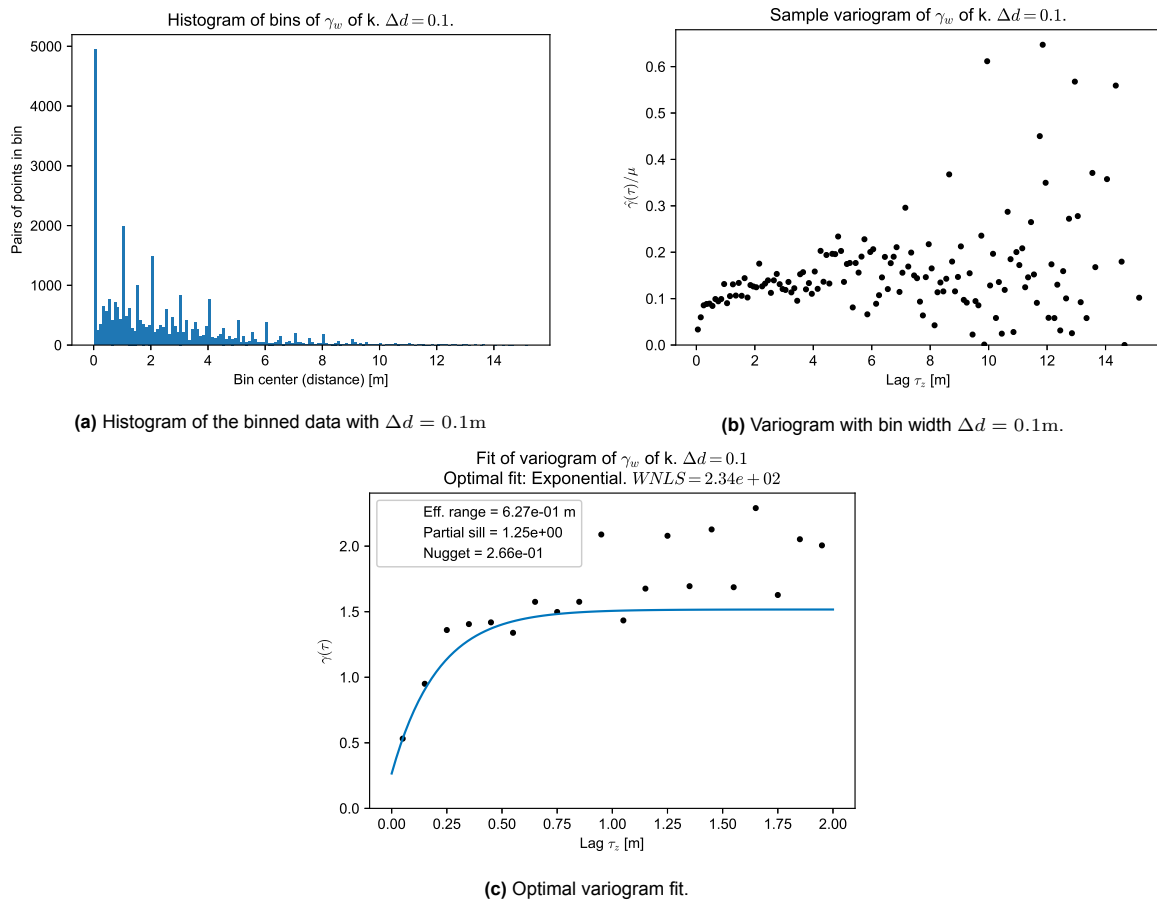 Histogram of bins of γ_w of k. Δd = 0.1.
5000
4000
3000
2000
1000
0
Pairs of points in bin
0 2 4 6 8 10 12 14
Bin center (distance) [m]
(a) Histogram of the binned data with Δd = 0.1m
Sample variogram of γ_w of k. Δd = 0.1.
0.6
0.5
0.4
0.3
0.2
0.1
0.0
γ̂(τ)/μ
0 2 4 6 8 10 12 14
Lag τ_z [m]
(b) Variogram with bin width Δd = 0.1m.
Fit of variogram of γ_w of k. Δd = 0.1
Optimal fit: Exponential. WNLS = 2.34e + 02
Eff. range = 6.27e-01 m
Partial sill = 1.25e+00
Nugget = 2.66e-01
2.0
1.5
1.0
0.5
0.0
γ(τ)
0.00 0.25 0.50 0.75 1.00 1.25 1.50 1.75 2.00
Lag τ_z [m]
(c) Optimal variogram fit.